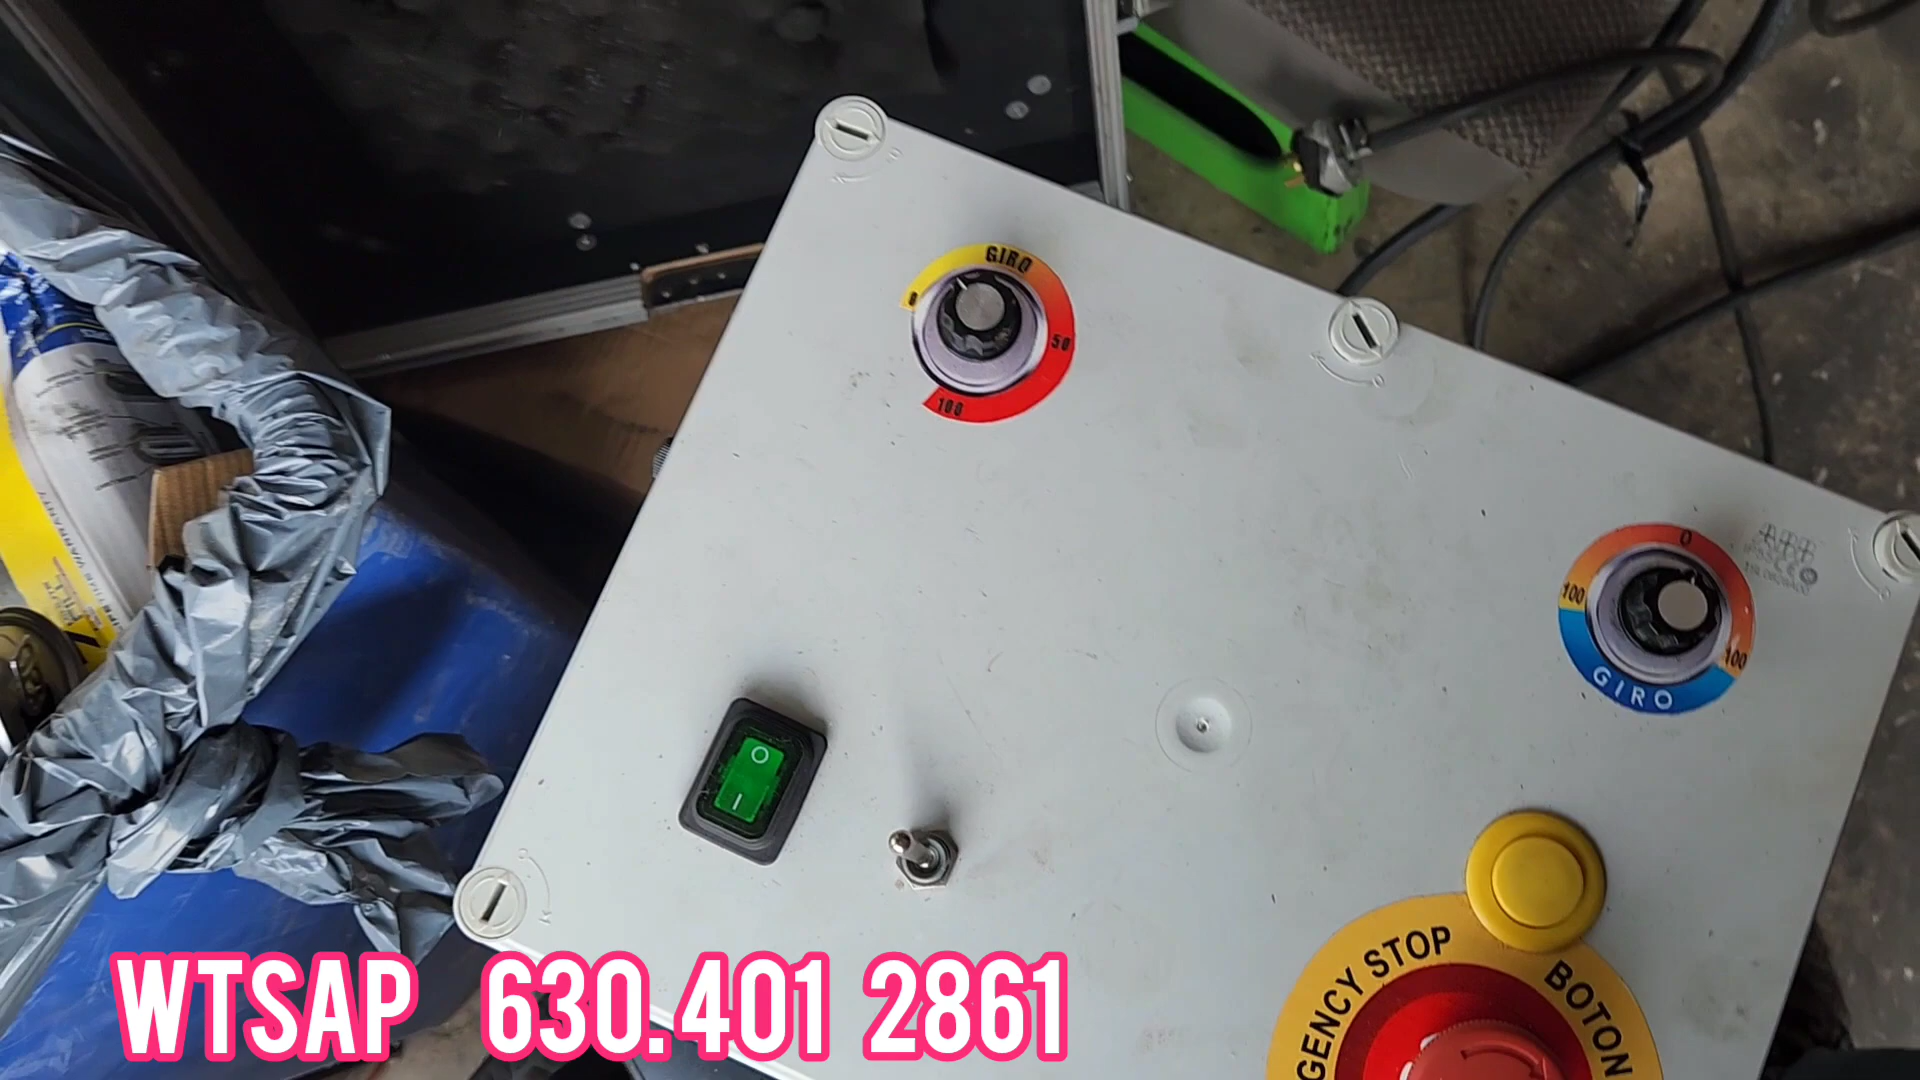 GIRO
0
50
100
0
100
100
GIRO
O
I
GENCY STOP
BOTON
WTSAP 630.401 2861